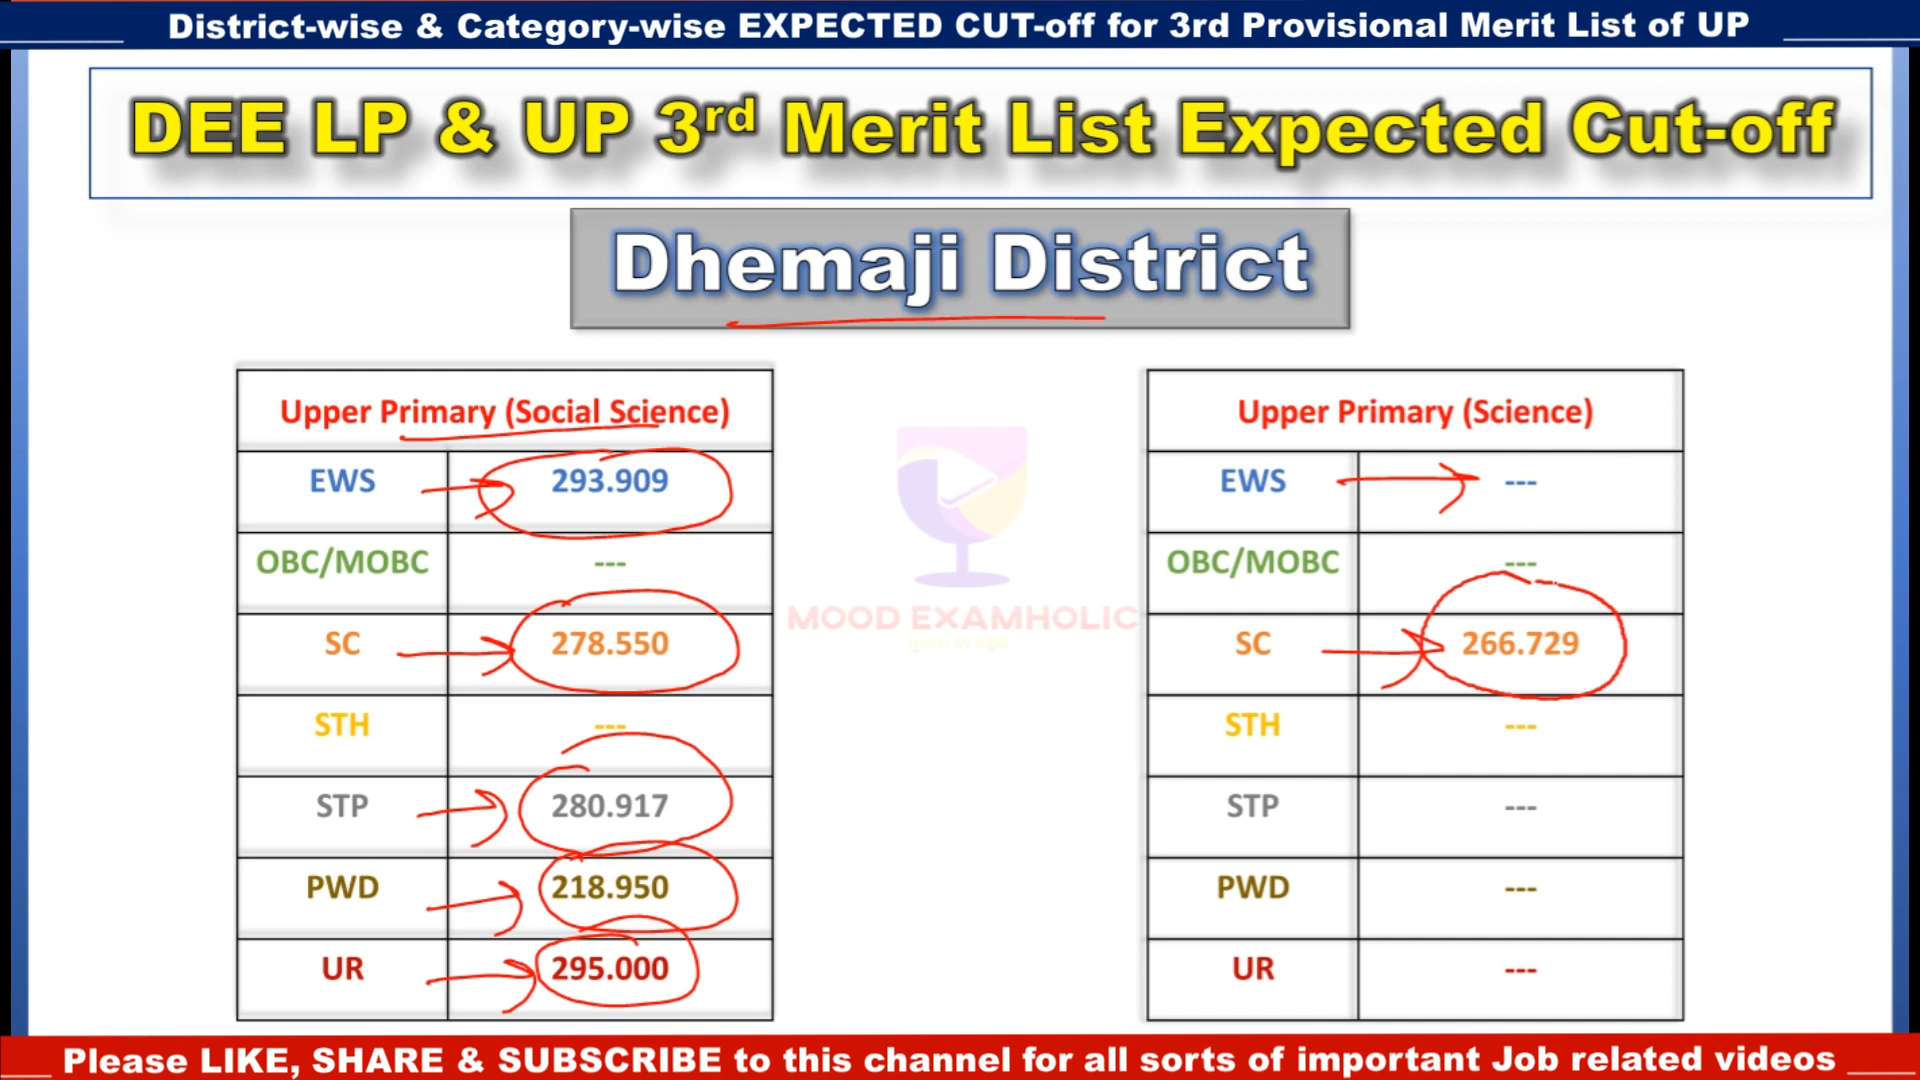 District-wise & Category-wise EXPECTED CUT-off for 3rd Provisional Merit List of UP
DEE LP & UP 3rd Merit List Expected Cut-off
Dhemaji District
Upper Primary (Social Science)
EWS 293.909
OBC/MOBC ---
SC 278.550
STH ---
STP 280.917
PWD 218.950
UR 295.000
MOOD EXAMHOLIC
Upper Primary (Science)
EWS ---
OBC/MOBC ---
SC 266.729
STH ---
STP ---
PWD ---
UR ---
Please LIKE, SHARE & SUBSCRIBE to this channel for all sorts of important Job related videos